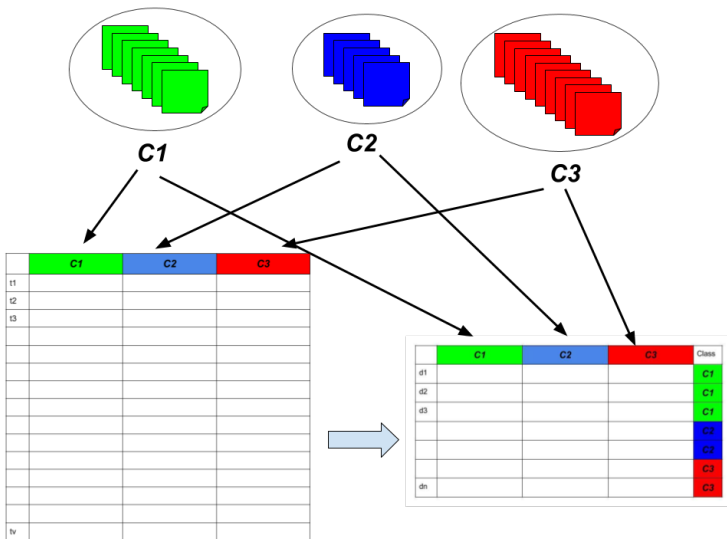 C1
C2
C3
C1 C2 C3
t1
t2
t3
tv
C1 C2 C3 Class
d1 C1
d2 C1
d3 C1
C2
C2
C3
dn C3